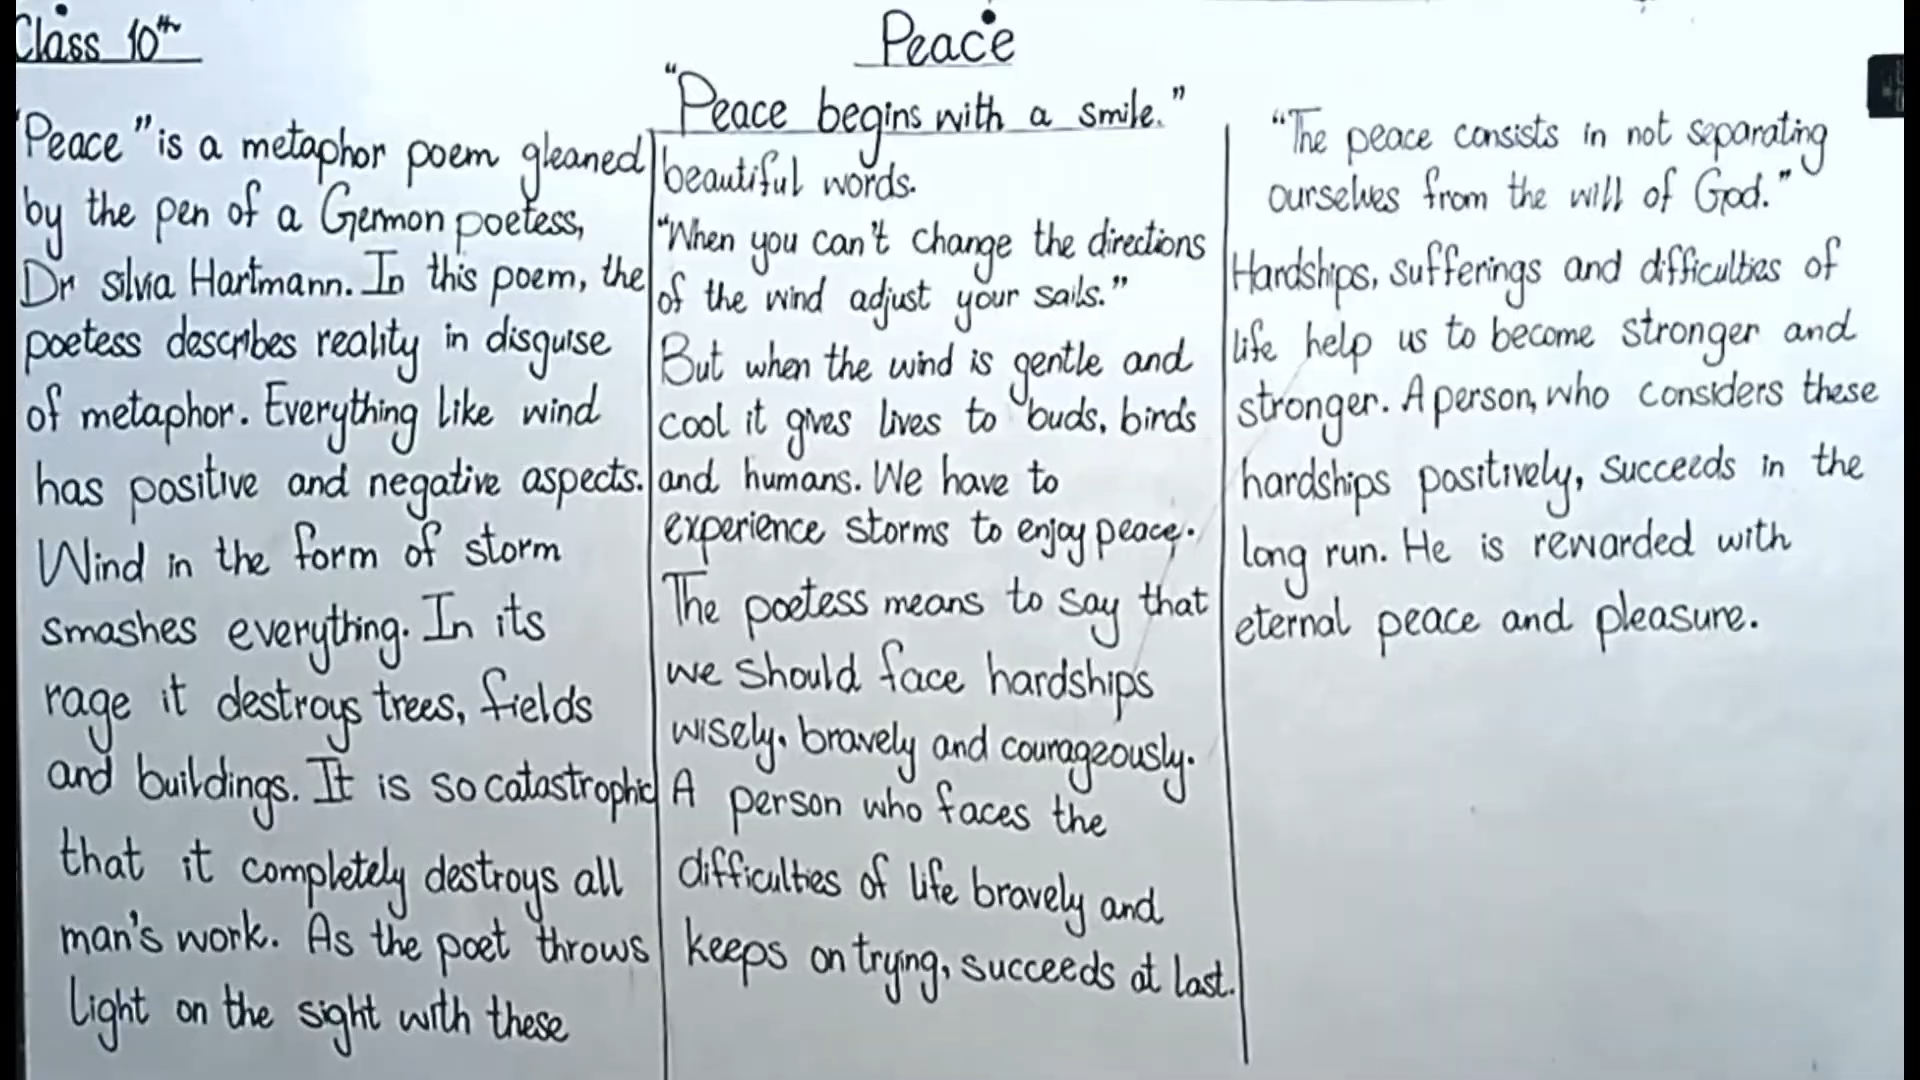 Class 10th
Peace
"Peace begins with a smile."
"Peace" is a metaphor poem gleaned
by the pen of a Germon poetess,
Dr Silvia Hartmann. In this poem, the
poetess describes reality in disguise
of metaphor. Everything like wind
has positive and negative aspects.
Wind in the form of storm
smashes everything. In its
rage it destroys trees, fields
and buildings. It is so catastrophic
that it completely destroys all
man's work. As the poet throws
light on the sight with these
beautiful words.
"When you can't change the directions
of the wind adjust your sails."
But when the wind is gentle and
cool it gives lives to buds, birds
and humans. We have to
experience storms to enjoy peace.
The poetess means to say that
we should face hardships
wisely, bravely and courageously.
A person who faces the
difficulties of life bravely and
keeps on trying, succeeds at last.
"The peace consists in not separating
ourselves from the will of God."
Hardships, sufferings and difficulties of
life help us to become stronger and
stronger. A person, who considers these
hardships positively, succeeds in the
long run. He is rewarded with
eternal peace and pleasure.